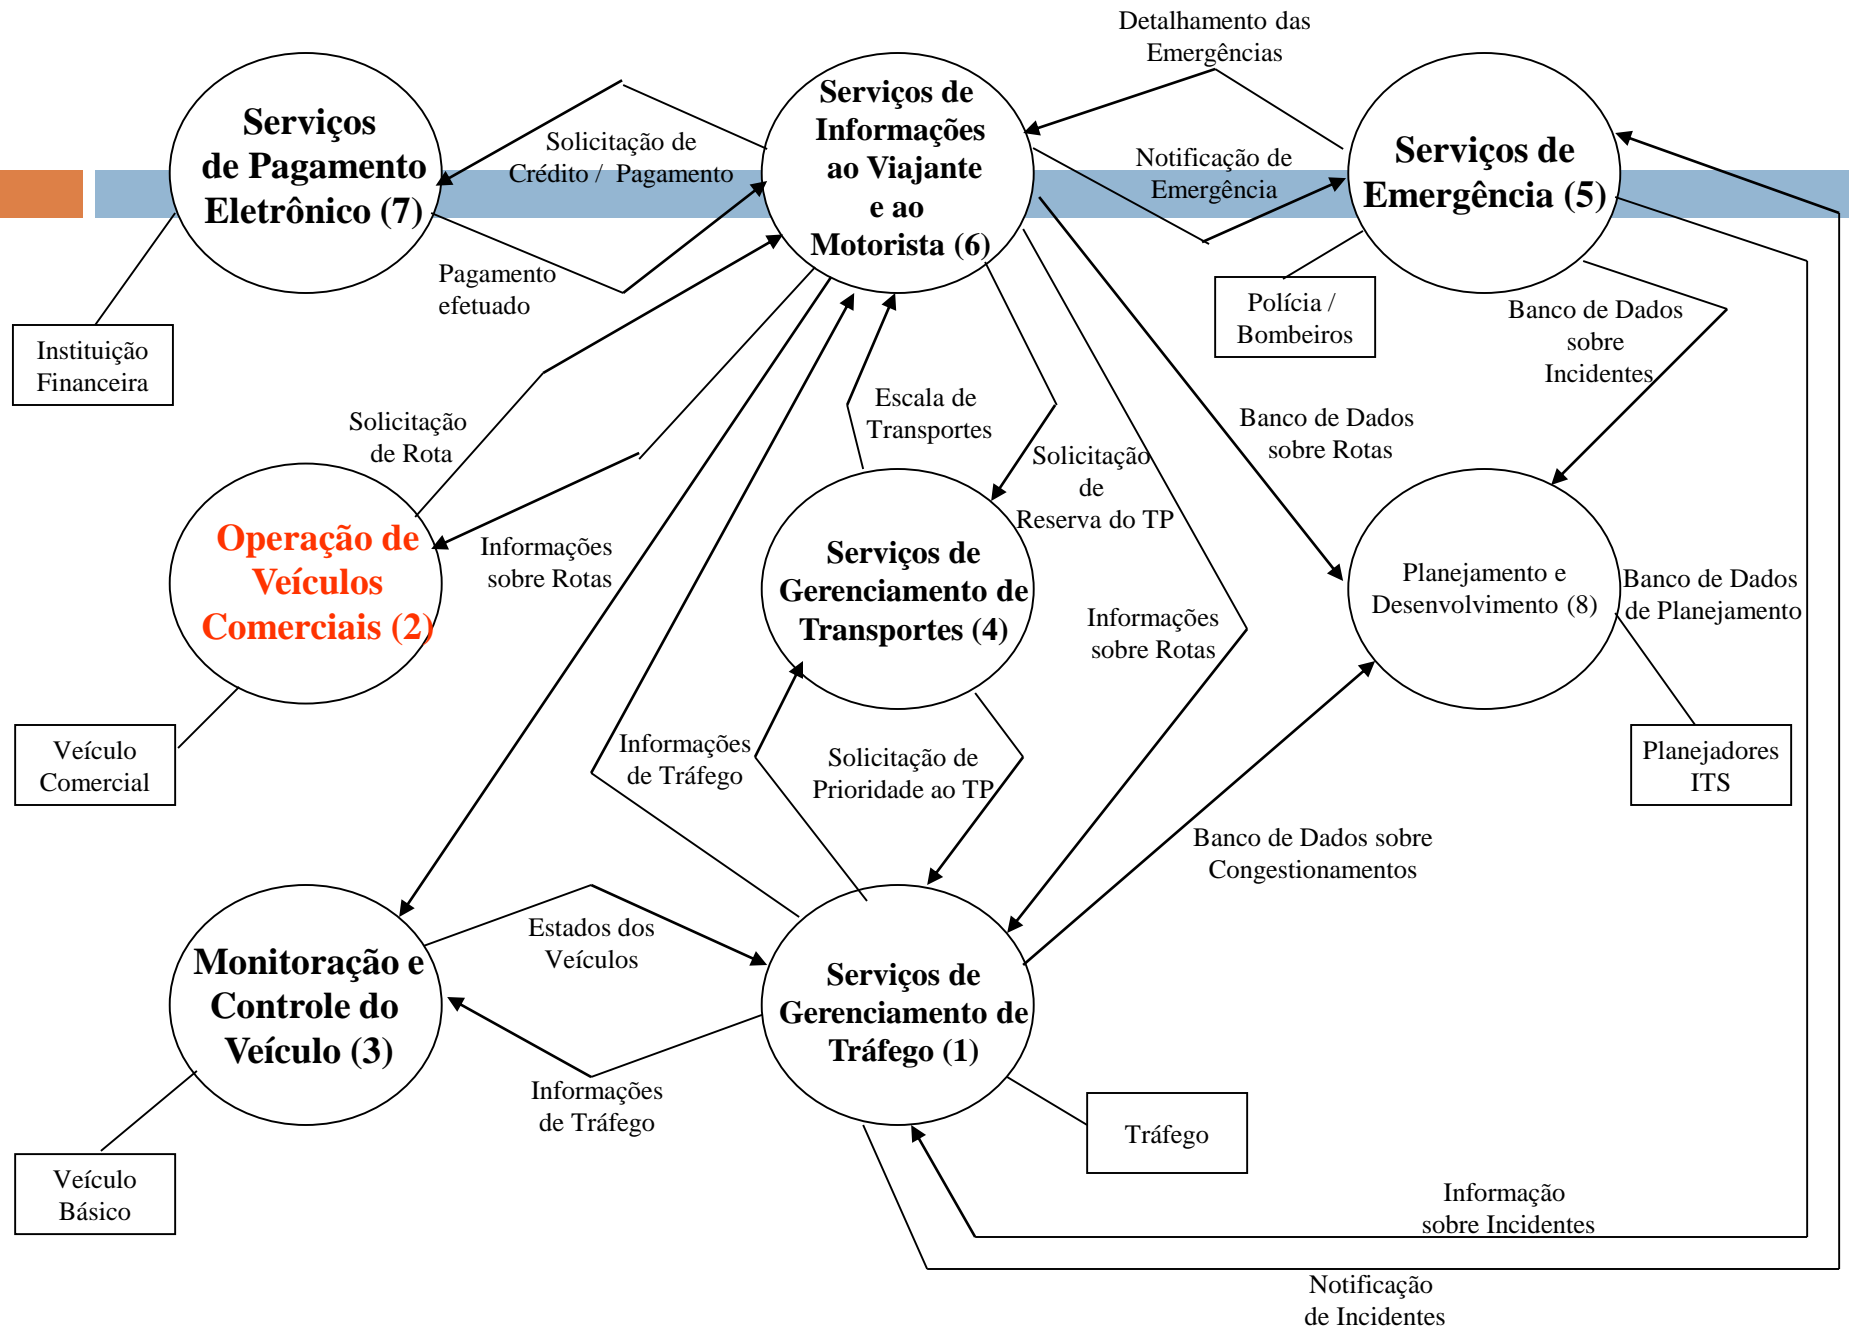 Detalhamento das
Emergências
Serviços
de Pagamento
Eletrônico (7)
Solicitação de
Crédito / Pagamento
Serviços de
Informações
ao Viajante
e ao
Motorista (6)
Notificação de
Emergência
Serviços de
Emergência (5)
Pagamento
efetuado
Instituição
Financeira
Polícia /
Bombeiros
Banco de Dados
sobre
Incidentes
Solicitação
de Rota
Escala de
Transportes
Solicitação
de
Reserva do TP
Banco de Dados
sobre Rotas
Operação de
Veículos
Comerciais (2)
Informações
sobre Rotas
Serviços de
Gerenciamento de
Transportes (4)
Informações
sobre Rotas
Planejamento e
Desenvolvimento (8)
Banco de Dados
de Planejamento
Veículo
Comercial
Informações
de Tráfego
Solicitação de
Prioridade ao TP
Planejadores
ITS
Banco de Dados sobre
Congestionamentos
Monitoração e
Controle do
Veículo (3)
Estados dos
Veículos
Serviços de
Gerenciamento de
Tráfego (1)
Informações
de Tráfego
Tráfego
Veículo
Básico
Informação
sobre Incidentes
Notificação
de Incidentes